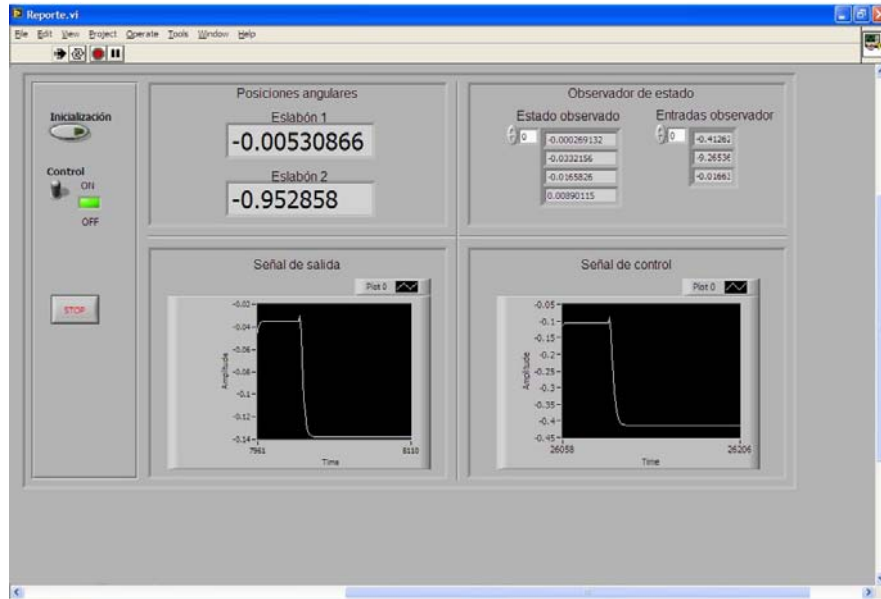 Reporte.vi
File Edit View Project Operate Tools Window Help
Inicialización
Control
ON
OFF
STOP
Posiciones angulares
Eslabón 1
-0.00530866
Eslabón 2
-0.952858
Observador de estado
Estado observado
0
-0.000269132
-0.0332156
-0.0165826
0.00890115
Entradas observador
0
-0.41262
-9.26536
-0.01662
Señal de salida
Plot 0
Amplitude
-0.02
-0.04
-0.06
-0.08
-0.1
-0.12
-0.14
7961
8110
Time
Señal de control
Plot 0
Amplitude
-0.05
-0.1
-0.15
-0.2
-0.25
-0.3
-0.35
-0.4
-0.45
26058
26206
Time